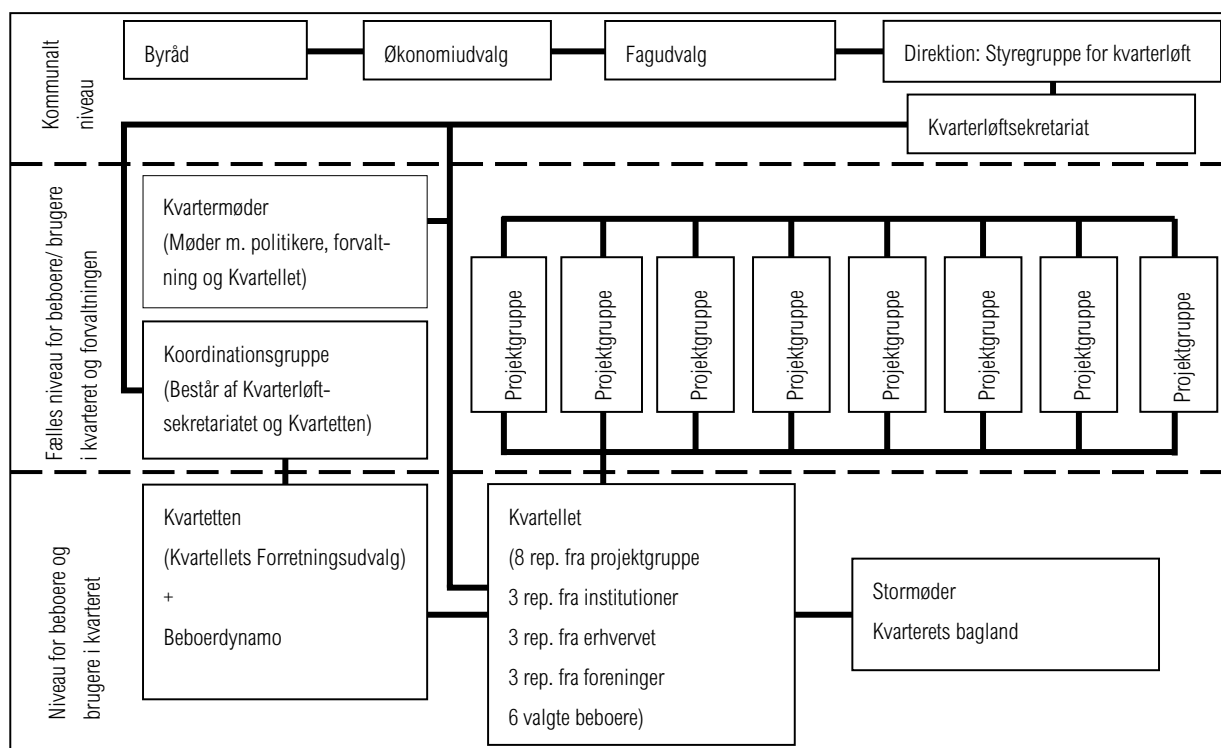 Kommunalt
niveau
Byråd
Økonomiudvalg
Fagudvalg
Direktion: Styregruppe for kvarterløft
Kvarterløftsekretariat
Fælles niveau for beboere/ brugere
i kvarteret og forvaltningen
Kvartermøder
(Møder m. politikere, forvalt-
ning og Kvartellet)
Koordinationsgruppe
(Består af Kvarterløft-
sekretariatet og Kvartetten)
Projektgruppe
Projektgruppe
Projektgruppe
Projektgruppe
Projektgruppe
Projektgruppe
Projektgruppe
Projektgruppe
Niveau for beboere og
brugere i kvarteret
Kvartetten
(Kvartellets Forretningsudvalg)
+
Beboerdynamo
Kvartellet
(8 rep. fra projektgruppe
3 rep. fra institutioner
3 rep. fra erhvervet
3 rep. fra foreninger
6 valgte beboere)
Stormøder
Kvarterets bagland